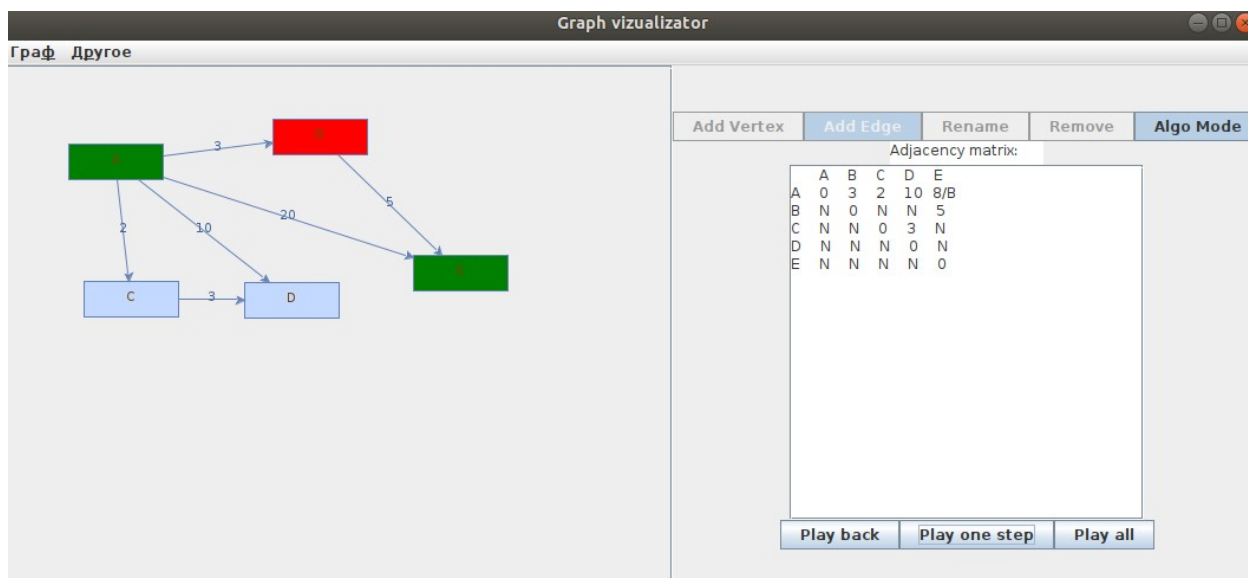 Graph vizualizator
Граф Другое
Add Vertex Add Edge Rename Remove Algo Mode
Adjacency matrix:
A B C D E
A 0 3 2 10 8/B
B N 0 N N 5
C N N 0 3 N
D N N N 0 N
E N N N N 0
A
B
3
5
2
10
20
C
3
D
Play back Play one step Play all